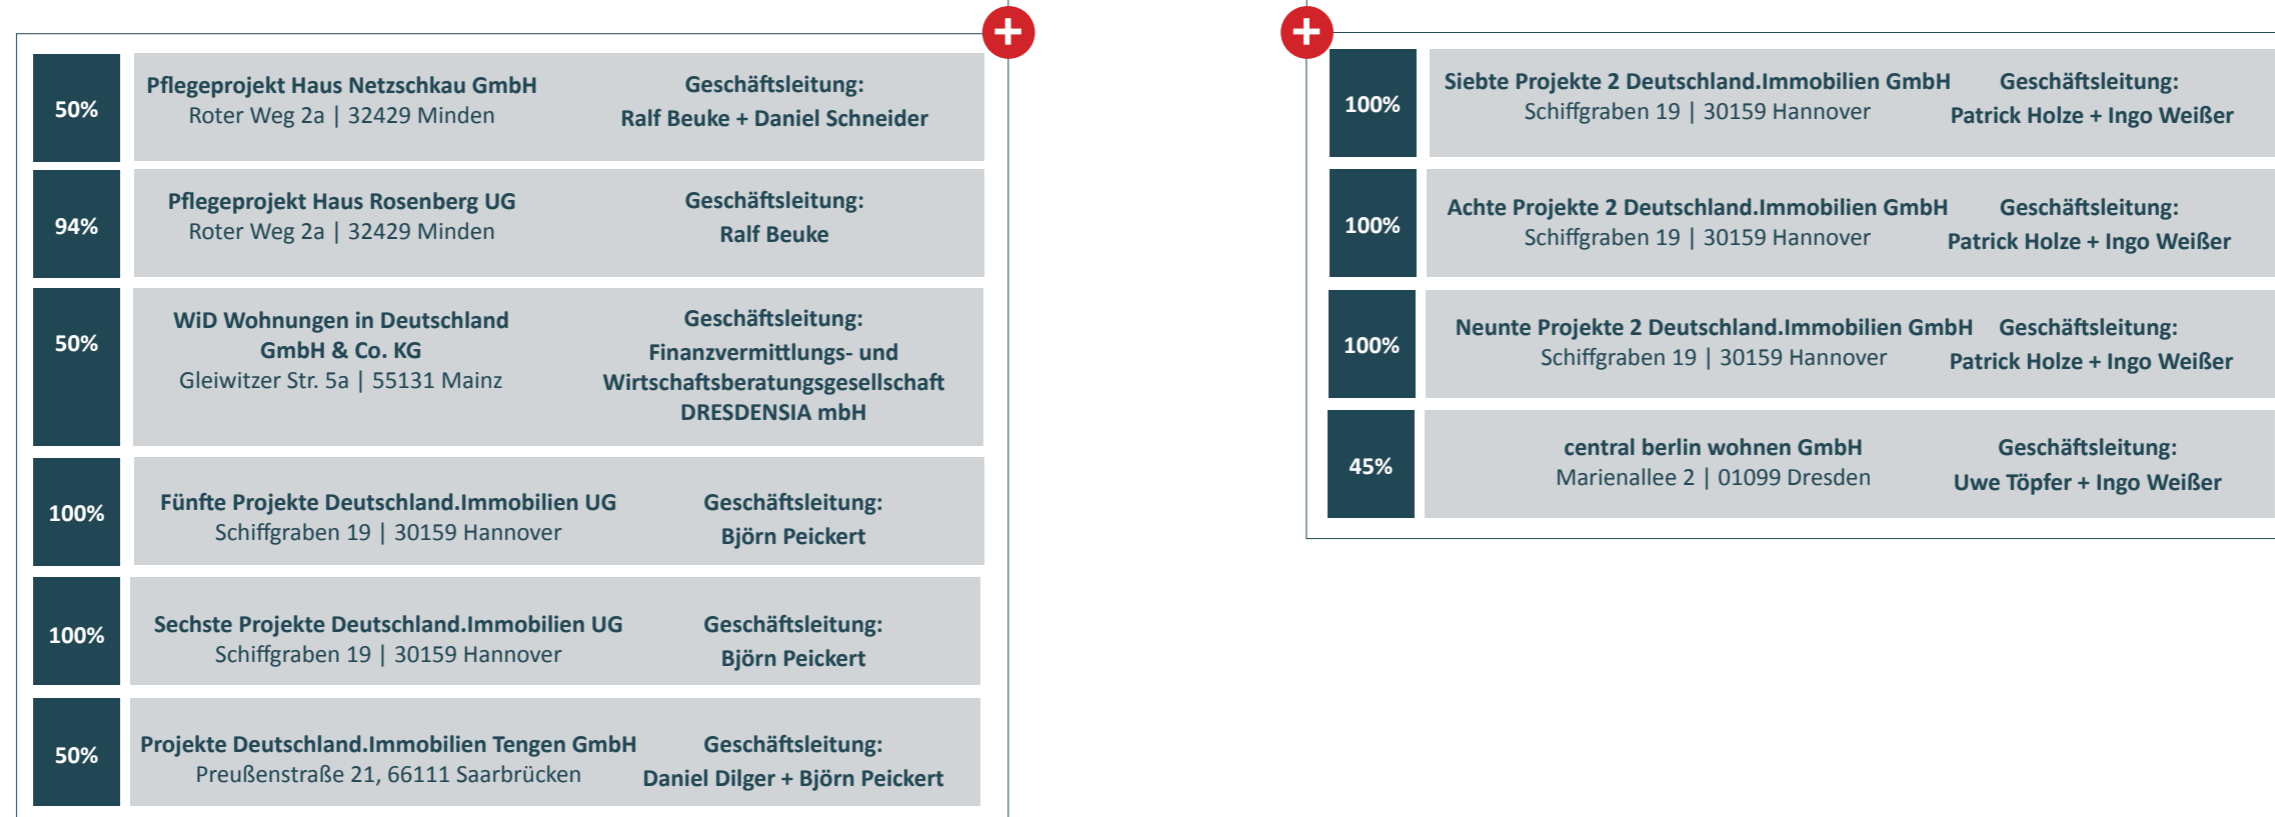 50%
Pflegeprojekt Haus Netzschkau GmbH
Roter Weg 2a | 32429 Minden
Geschäftsleitung:
Ralf Beuke + Daniel Schneider
94%
Pflegeprojekt Haus Rosenberg UG
Roter Weg 2a | 32429 Minden
Geschäftsleitung:
Ralf Beuke
50%
WiD Wohnungen in Deutschland
GmbH & Co. KG
Gleiwitzer Str. 5a | 55131 Mainz
Geschäftsleitung:
Finanzvermittlungs- und
Wirtschaftsberatungsgesellschaft
DRESDENSIA mbH
100%
Fünfte Projekte Deutschland.Immobilien UG
Schiffgraben 19 | 30159 Hannover
Geschäftsleitung:
Björn Peickert
100%
Sechste Projekte Deutschland.Immobilien UG
Schiffgraben 19 | 30159 Hannover
Geschäftsleitung:
Björn Peickert
50%
Projekte Deutschland.Immobilien Tengen GmbH
Preußenstraße 21, 66111 Saarbrücken
Geschäftsleitung:
Daniel Dilger + Björn Peickert
100%
Siebte Projekte 2 Deutschland.Immobilien GmbH
Schiffgraben 19 | 30159 Hannover
Geschäftsleitung:
Patrick Holze + Ingo Weißer
100%
Achte Projekte 2 Deutschland.Immobilien GmbH
Schiffgraben 19 | 30159 Hannover
Geschäftsleitung:
Patrick Holze + Ingo Weißer
100%
Neunte Projekte 2 Deutschland.Immobilien GmbH
Schiffgraben 19 | 30159 Hannover
Geschäftsleitung:
Patrick Holze + Ingo Weißer
45%
central berlin wohnen GmbH
Marienallee 2 | 01099 Dresden
Geschäftsleitung:
Uwe Töpfer + Ingo Weißer